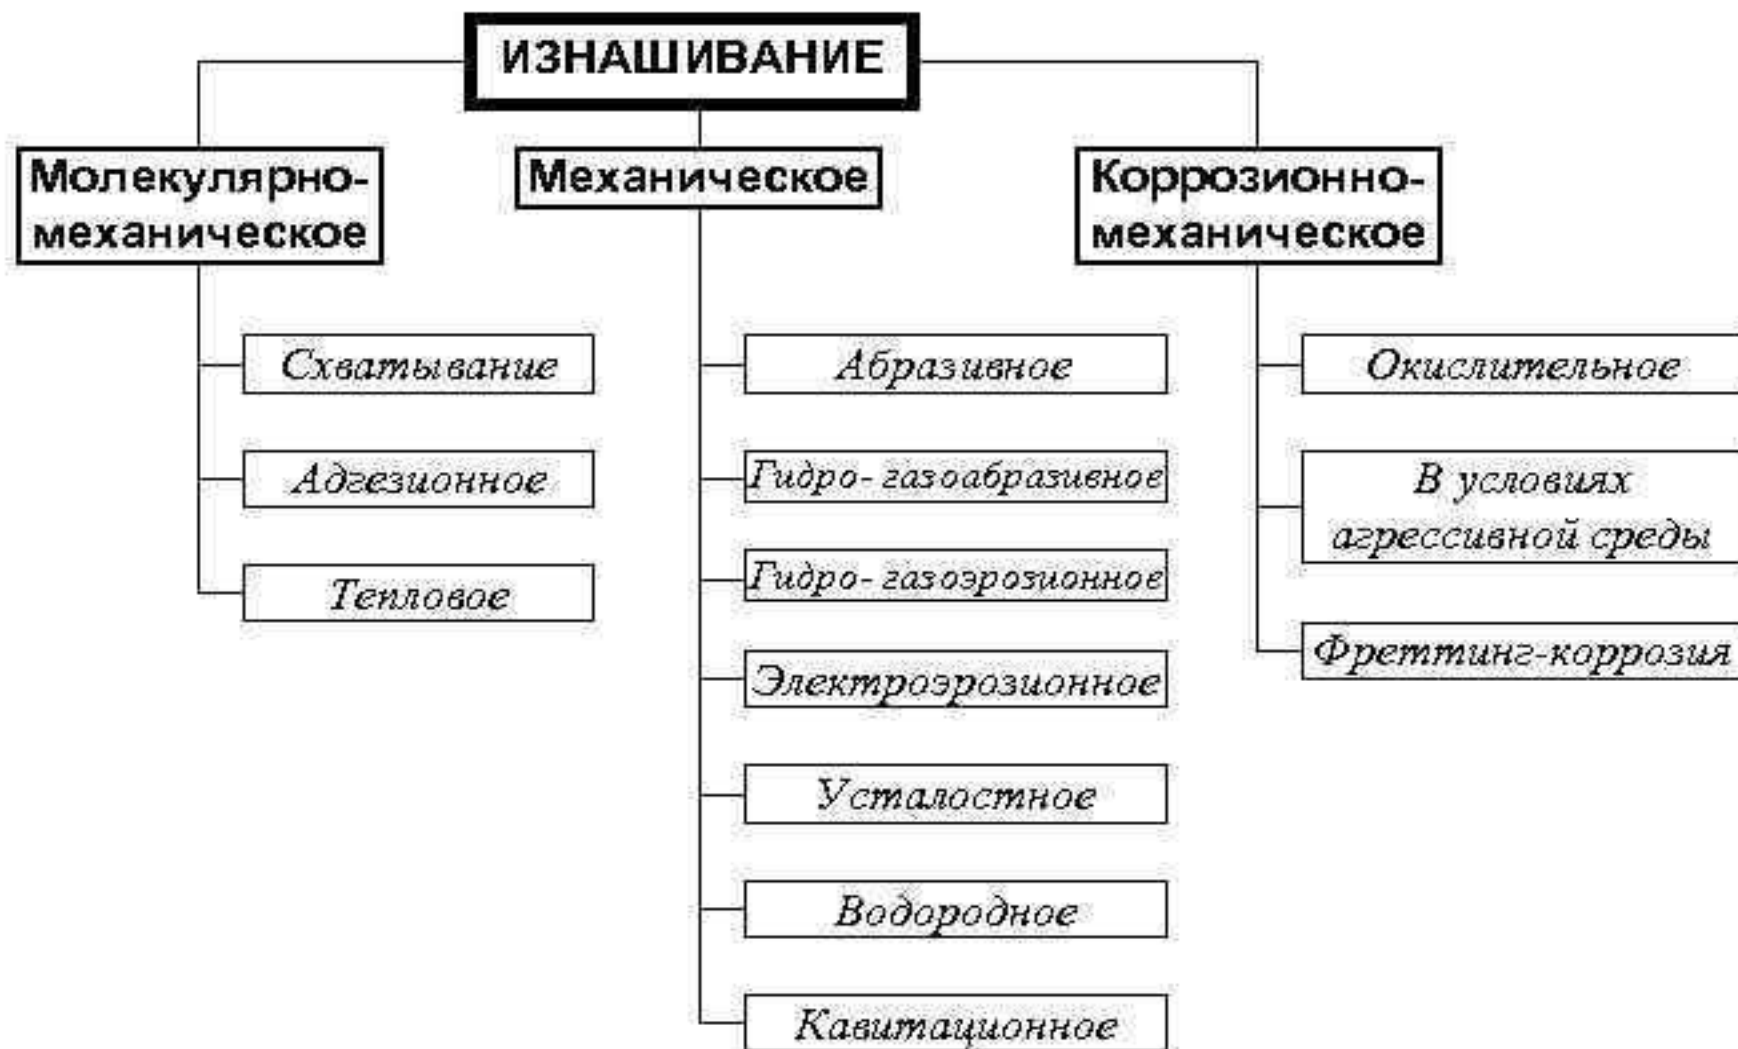 ИЗНАШИВАНИЕ
Молекулярно-
механическое
Схватывание
Адгезионное
Тепловое
Механическое
Абразивное
Гидро- газоабразивное
Гидро- газоэрозионное
Электроэрозионное
Усталостное
Водородное
Кавитационное
Коррозионно-
механическое
Окислительное
В условиях
агрессивной среды
Фреттинг-коррозия